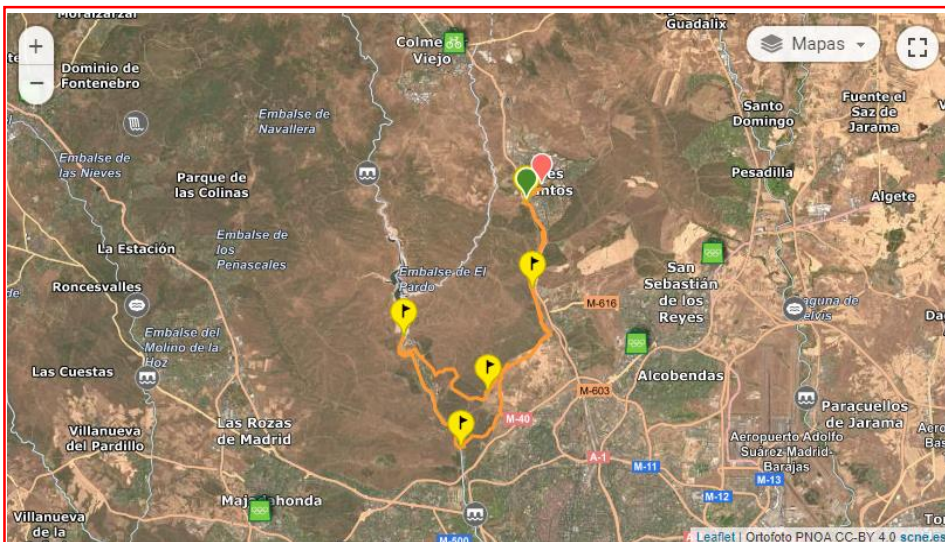 Moralzarzal
Guadalix
+
−
Colme
Viejo
Mapas
Dominio de
Fontenebro
Embalse de
Navallera
Santo
Domingo
Fuente el
Saz de
Jarama
Embalse de
las Nieves
Parque de
las Colinas
es
ntos
Pesadilla
Algete
La Estación
Embalse de
los
Peñascales
Embalse de El
Pardo
San
Sebastián
de los
Reyes
Roncesvalles
M-616
Embalse del
Molino de la
Hoz
Las Cuestas
Alcobendas
M-603
Paracuellos
de Jarama
Las Rozas
de Madrid
M-40
Villanueva
del Pardillo
A-1
M-11
Aeropuerto Adolfo
Suárez-Madrid-
Barajas
M-13
M-12
Majadahonda
Villanueva
de la
M-500
Leaflet | Ortofoto PNOA CC-BY 4.0 scne.es